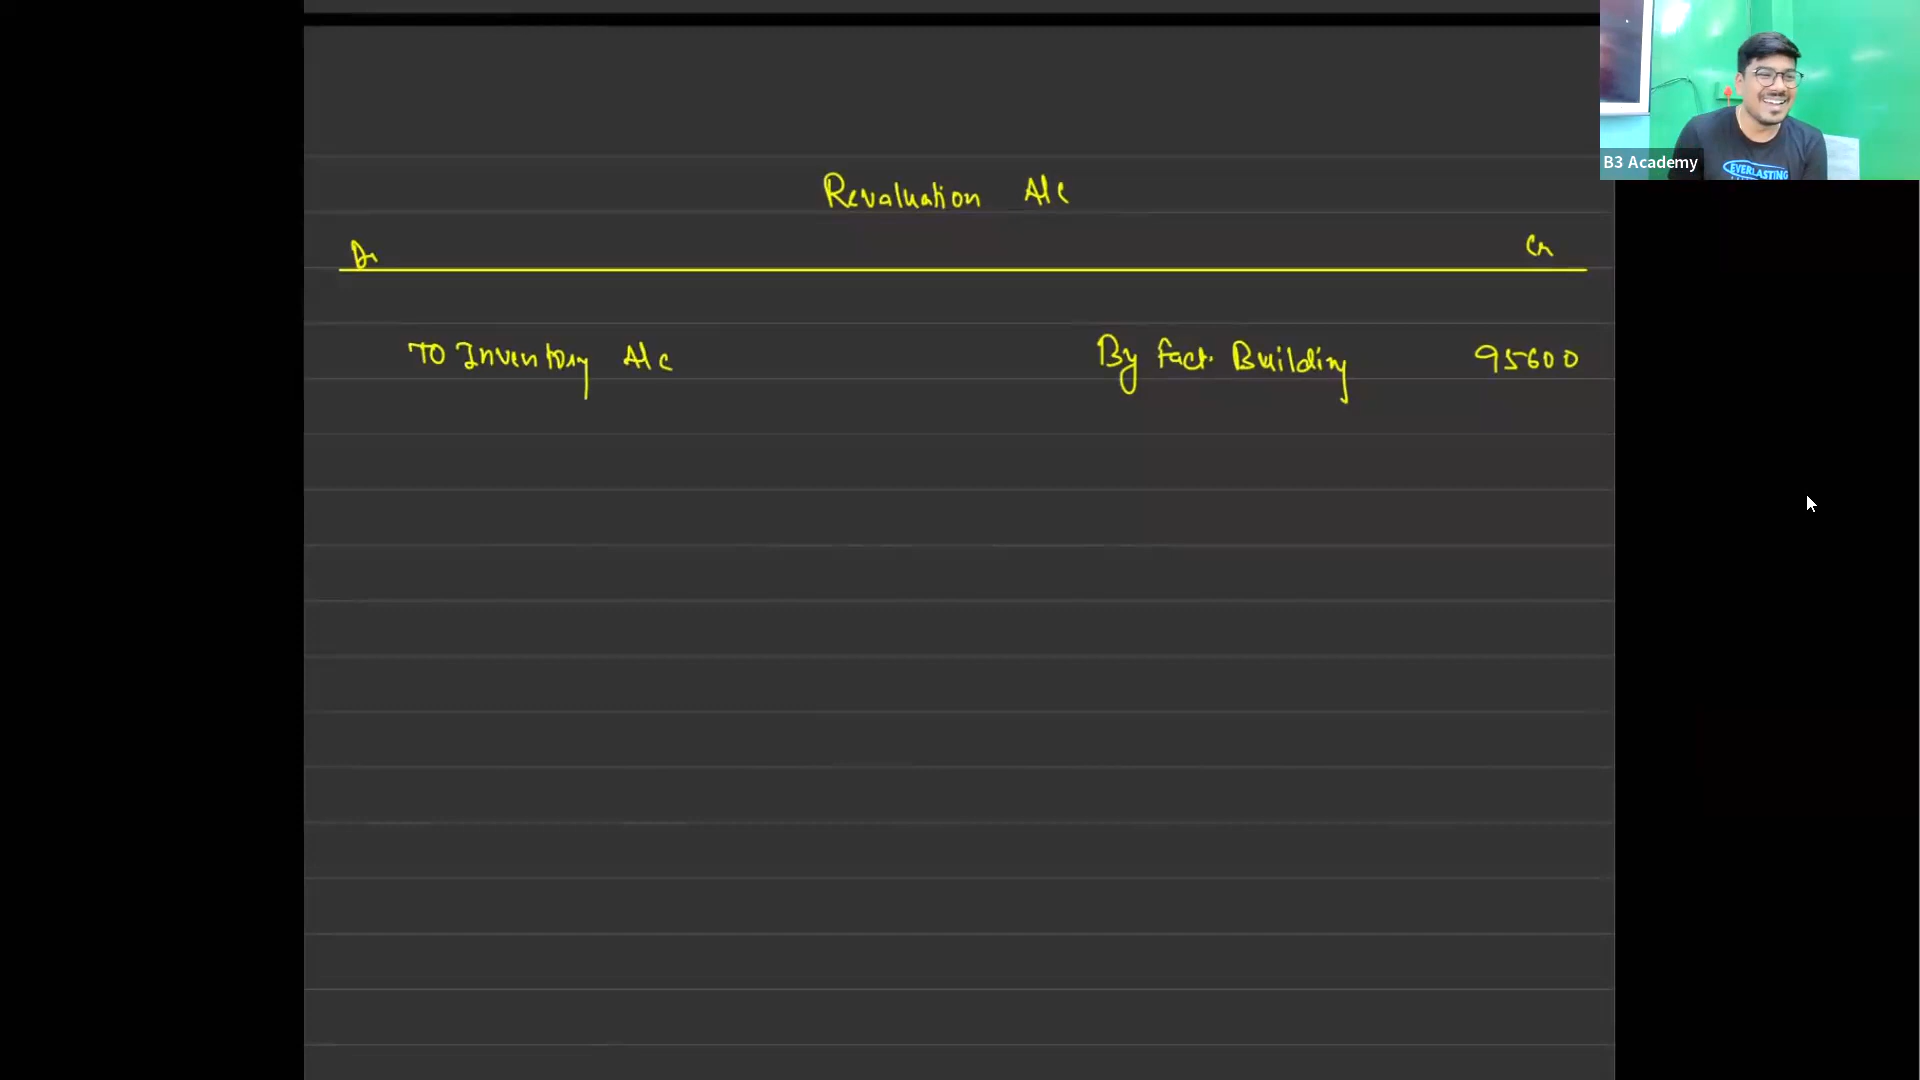 Revaluation A/c
Dr Cr
To Inventory A/c By Fact. Building 95600
B3 Academy
EVERLASTING